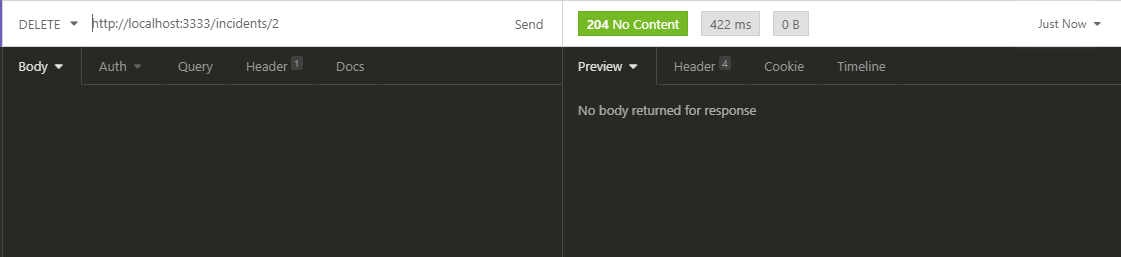 DELETE http://localhost:3333/incidents/2 Send 204 No Content 422 ms 0 B Just Now
Body Auth Query Header 1 Docs Preview Header 4 Cookie Timeline
No body returned for response